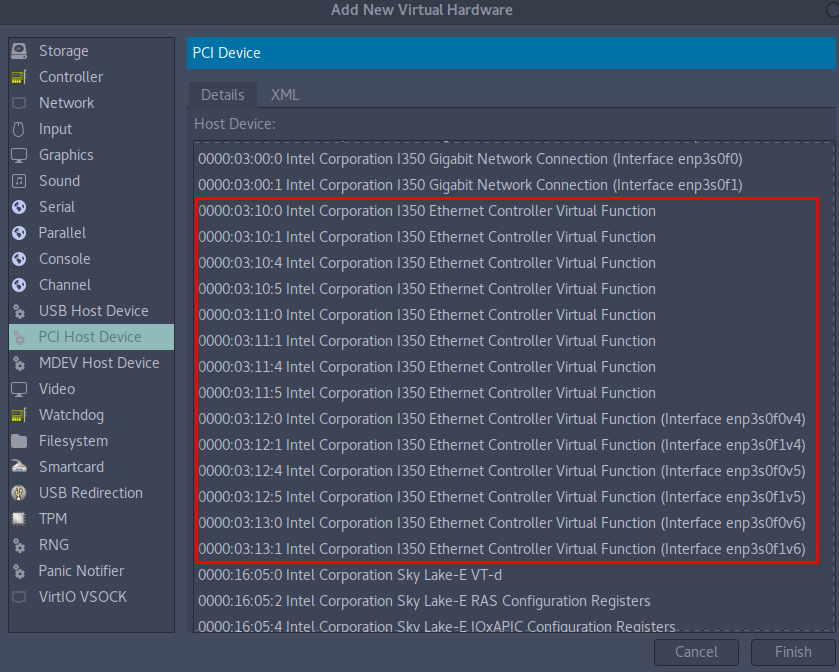 Add New Virtual Hardware
Storage
Controller
Network
Input
Graphics
Sound
Serial
Parallel
Console
Channel
USB Host Device
PCI Host Device
MDEV Host Device
Video
Watchdog
Filesystem
Smartcard
USB Redirection
TPM
RNG
Panic Notifier
VirtIO VSOCK
PCI Device
Details XML
Host Device:
0000:03:00:0 Intel Corporation I350 Gigabit Network Connection (Interface enp3s0f0)
0000:03:00:1 Intel Corporation I350 Gigabit Network Connection (Interface enp3s0f1)
0000:03:10:0 Intel Corporation I350 Ethernet Controller Virtual Function
0000:03:10:1 Intel Corporation I350 Ethernet Controller Virtual Function
0000:03:10:4 Intel Corporation I350 Ethernet Controller Virtual Function
0000:03:10:5 Intel Corporation I350 Ethernet Controller Virtual Function
0000:03:11:0 Intel Corporation I350 Ethernet Controller Virtual Function
0000:03:11:1 Intel Corporation I350 Ethernet Controller Virtual Function
0000:03:11:4 Intel Corporation I350 Ethernet Controller Virtual Function
0000:03:11:5 Intel Corporation I350 Ethernet Controller Virtual Function
0000:03:12:0 Intel Corporation I350 Ethernet Controller Virtual Function (Interface enp3s0f0v4)
0000:03:12:1 Intel Corporation I350 Ethernet Controller Virtual Function (Interface enp3s0f1v4)
0000:03:12:4 Intel Corporation I350 Ethernet Controller Virtual Function (Interface enp3s0f0v5)
0000:03:12:5 Intel Corporation I350 Ethernet Controller Virtual Function (Interface enp3s0f1v5)
0000:03:13:0 Intel Corporation I350 Ethernet Controller Virtual Function (Interface enp3s0f0v6)
0000:03:13:1 Intel Corporation I350 Ethernet Controller Virtual Function (Interface enp3s0f1v6)
0000:16:05:0 Intel Corporation Sky Lake-E VT-d
0000:16:05:2 Intel Corporation Sky Lake-E RAS Configuration Registers
0000:16:05:4 Intel Corporation Sky Lake-E IOxAPIC Configuration Registers
Cancel Finish